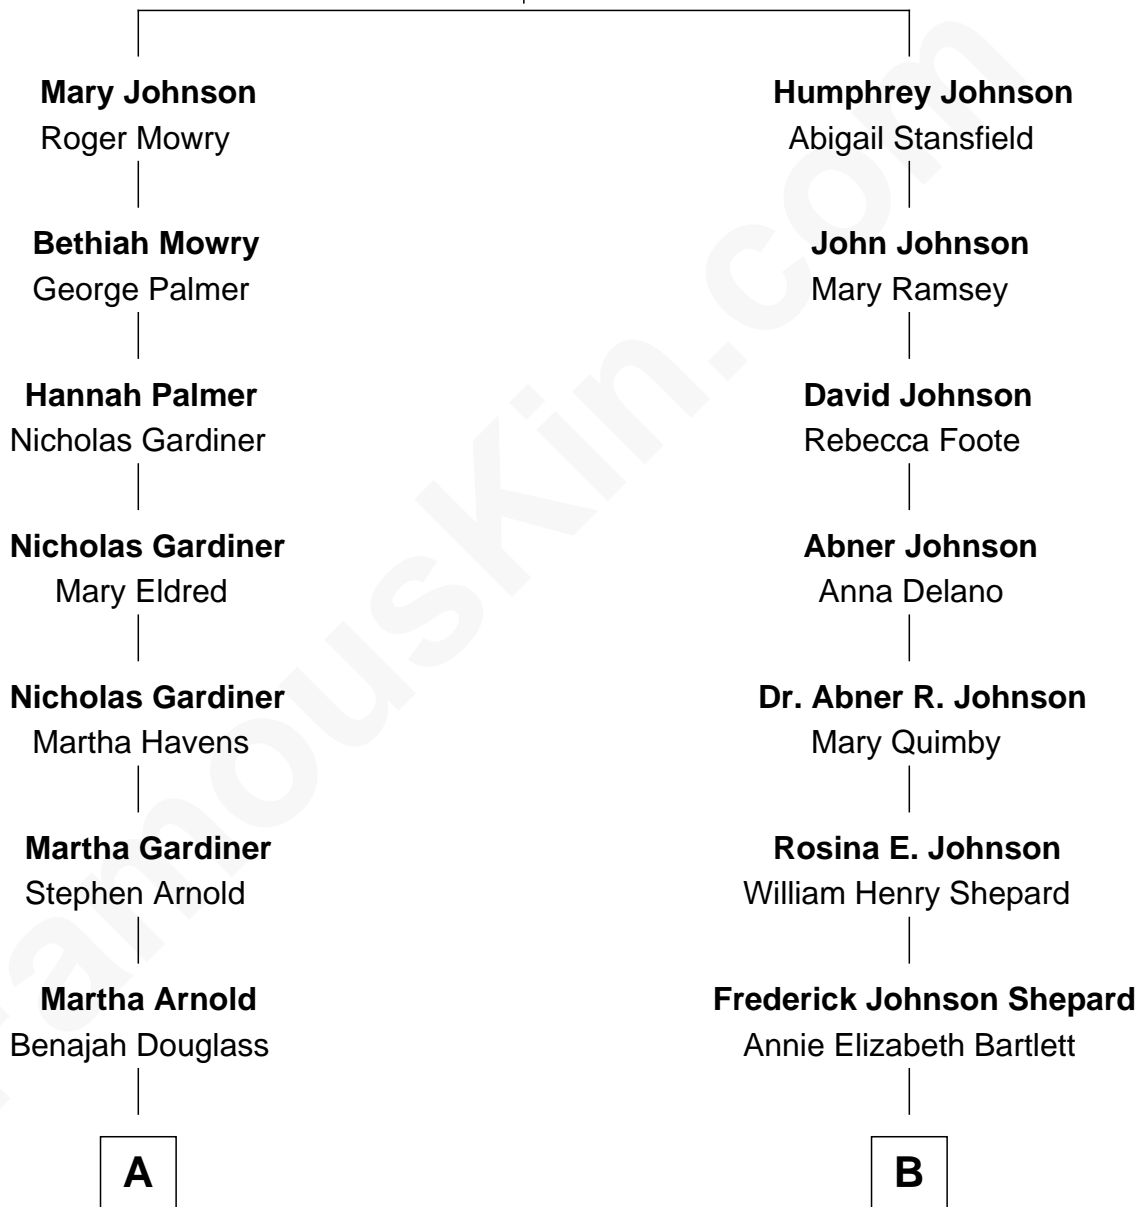 Mary Johnson
Roger Mowry
Humphrey Johnson
Abigail Stansfield
Bethiah Mowry
George Palmer
John Johnson
Mary Ramsey
Hannah Palmer
Nicholas Gardiner
David Johnson
Rebecca Foote
Nicholas Gardiner
Mary Eldred
Abner Johnson
Anna Delano
Nicholas Gardiner
Martha Havens
Dr. Abner R. Johnson
Mary Quimby
Martha Gardiner
Stephen Arnold
Rosina E. Johnson
William Henry Shepard
Martha Arnold
Benajah Douglass
Frederick Johnson Shepard
Annie Elizabeth Bartlett
A
B
FamousKin.com